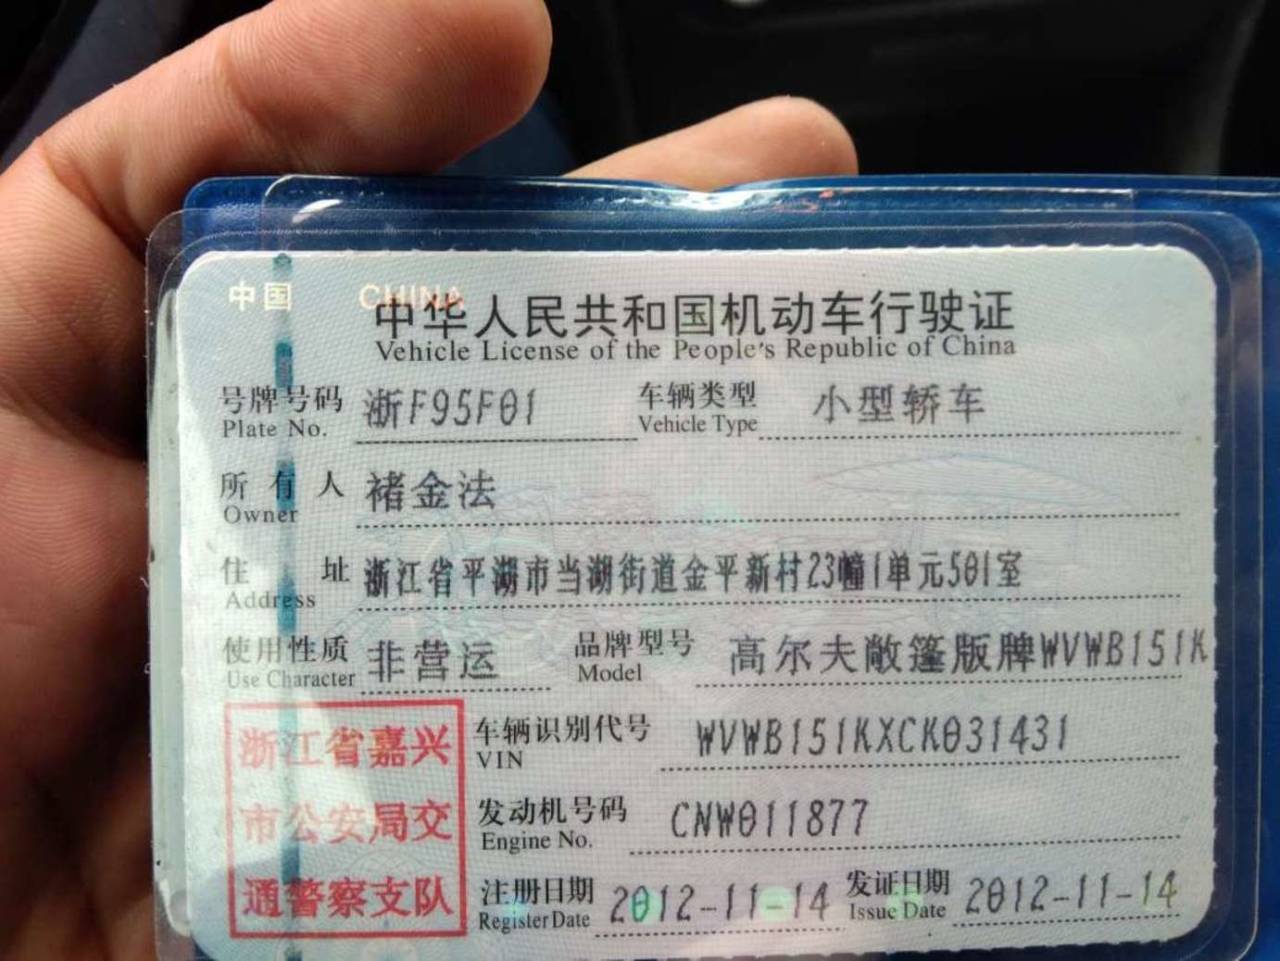 中国 CHINA
中华人民共和国机动车行驶证
Vehicle License of the People's Republic of China
号牌号码 浙F95F01 车辆类型 小型轿车
Plate No. Vehicle Type
所有人 褚金法
Owner
住址 浙江省平湖市当湖街道金平新村23幢1单元501室
Address
使用性质 非营运 品牌型号 高尔夫敞篷版牌WVWB151K
Use Character Model
浙江省嘉兴
市公安局交
通警察支队
车辆识别代号 WVWB151KXCK031431
VIN
发动机号码 CNW011877
Engine No.
注册日期 2012-11-14 发证日期 2012-11-14
Register Date Issue Date